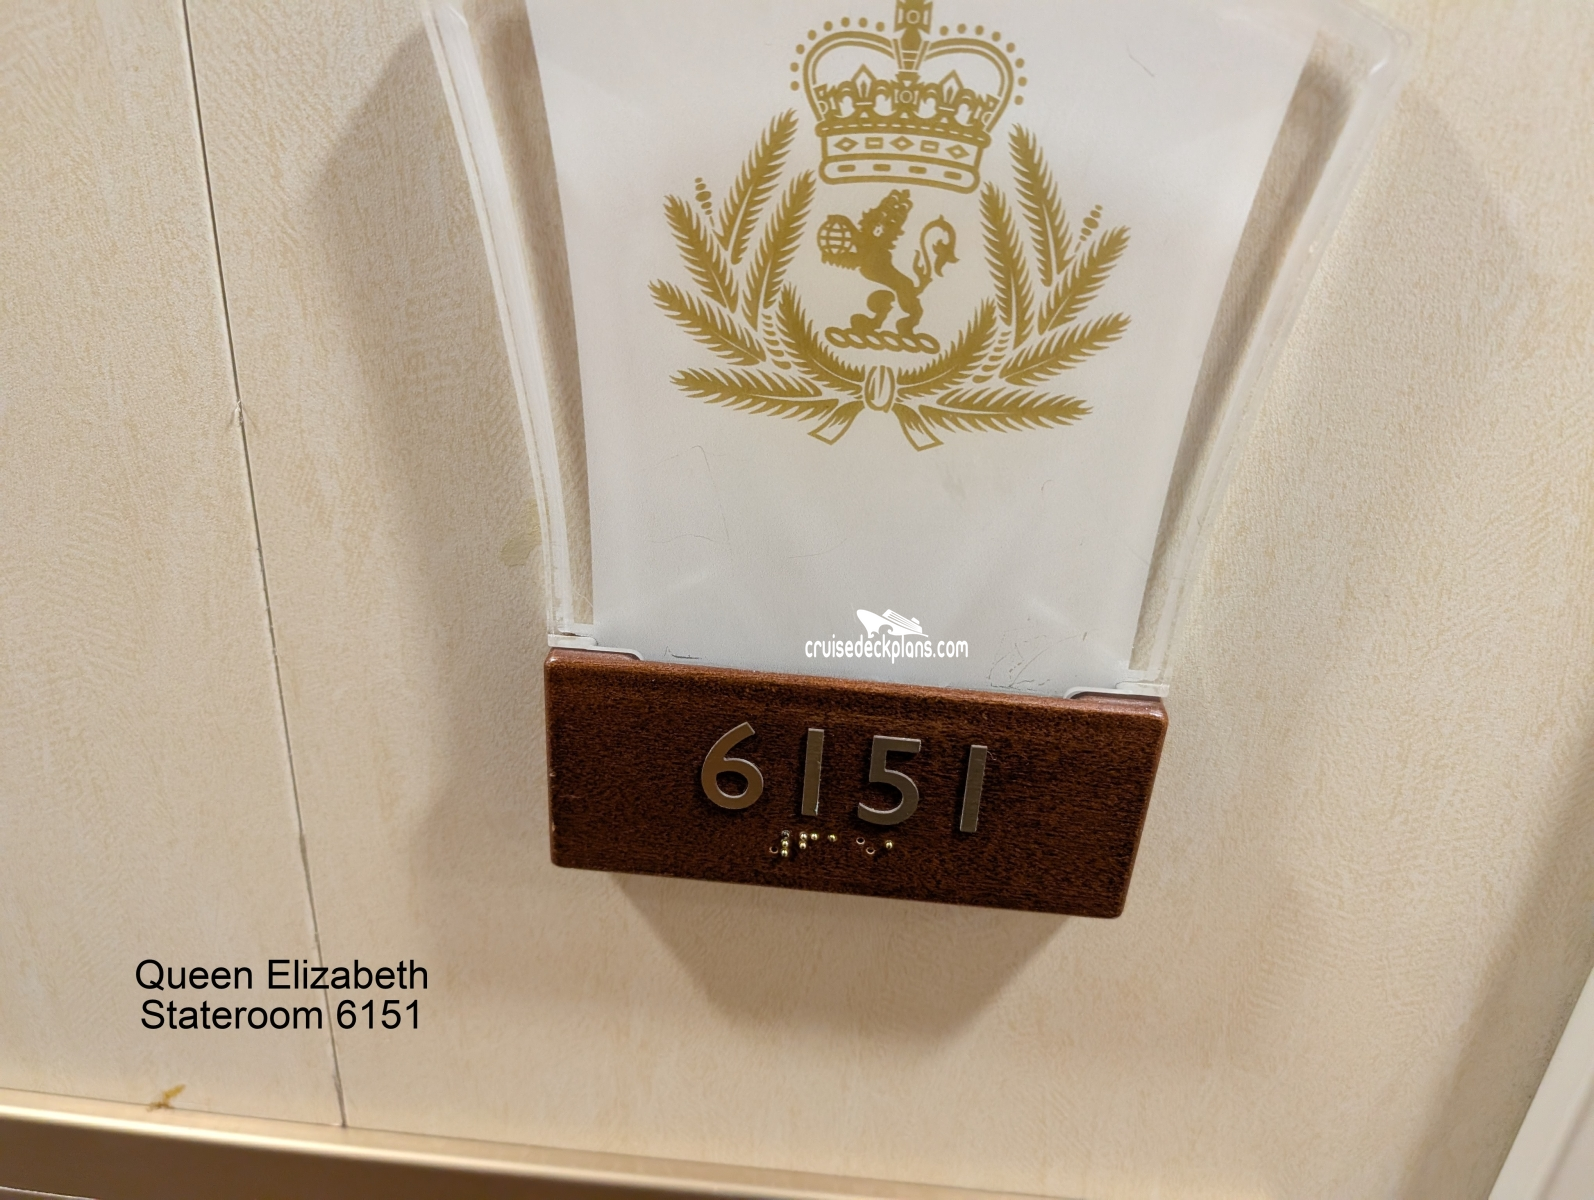 cruisedeckplans.com
6151
Queen Elizabeth
Stateroom 6151